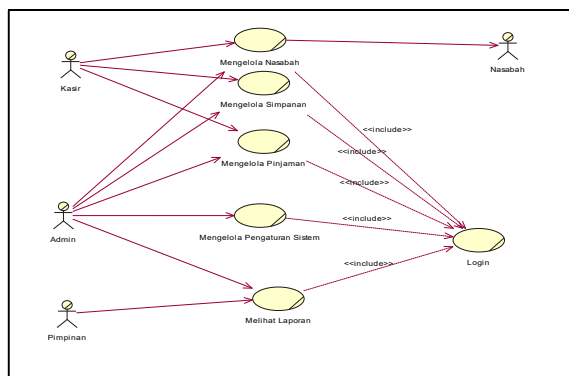 Mengelola Nasabah
Nasabah
Kasir
Mengelola Simpanan
<<include>>
Mengelola Pinjaman
<<include>>
Admin
Mengelola Pengaturan Sistem
<<include>>
Login
<<include>>
Melihat Laporan
Pimpinan